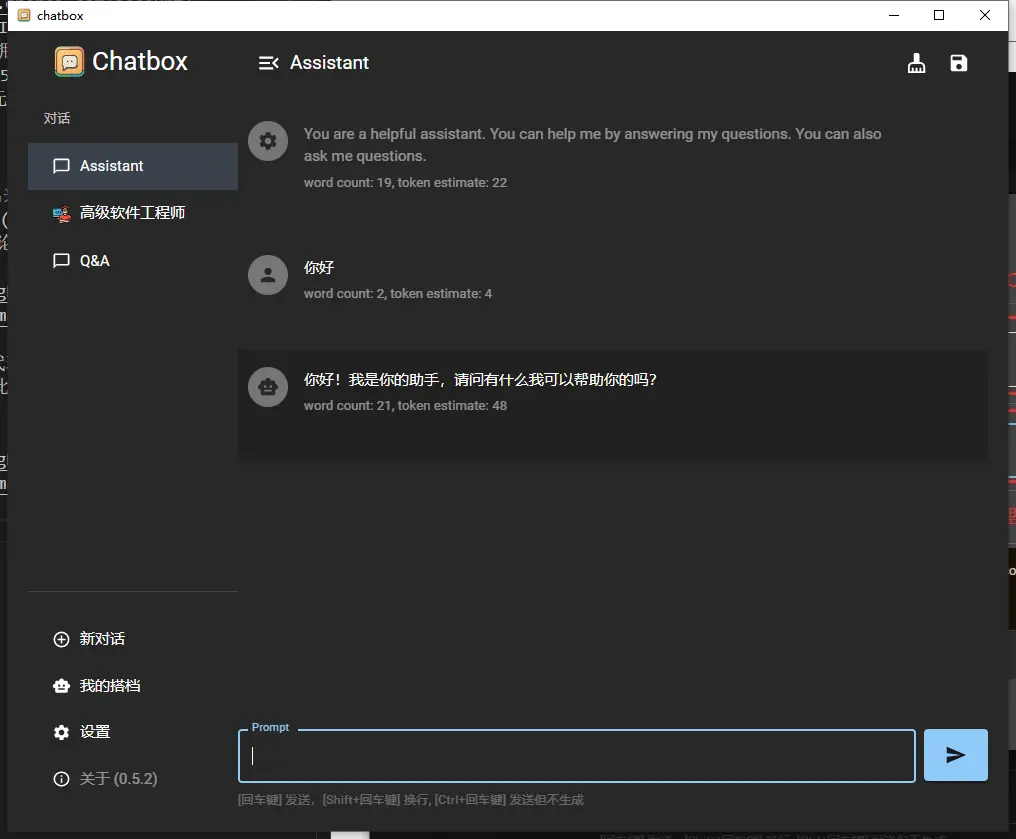 chatbox
Chatbox
Assistant
对话
Assistant
高级软件工程师
Q&A
You are a helpful assistant. You can help me by answering my questions. You can also
ask me questions.
word count: 19, token estimate: 22
你好
word count: 2, token estimate: 4
你好！我是你的助手，请问有什么我可以帮助你的吗？
word count: 21, token estimate: 48
新对话
我的搭档
设置
关于 (0.5.2)
Prompt
[回车键] 发送，[Shift+回车键] 换行, [Ctrl+回车键] 发送但不生成